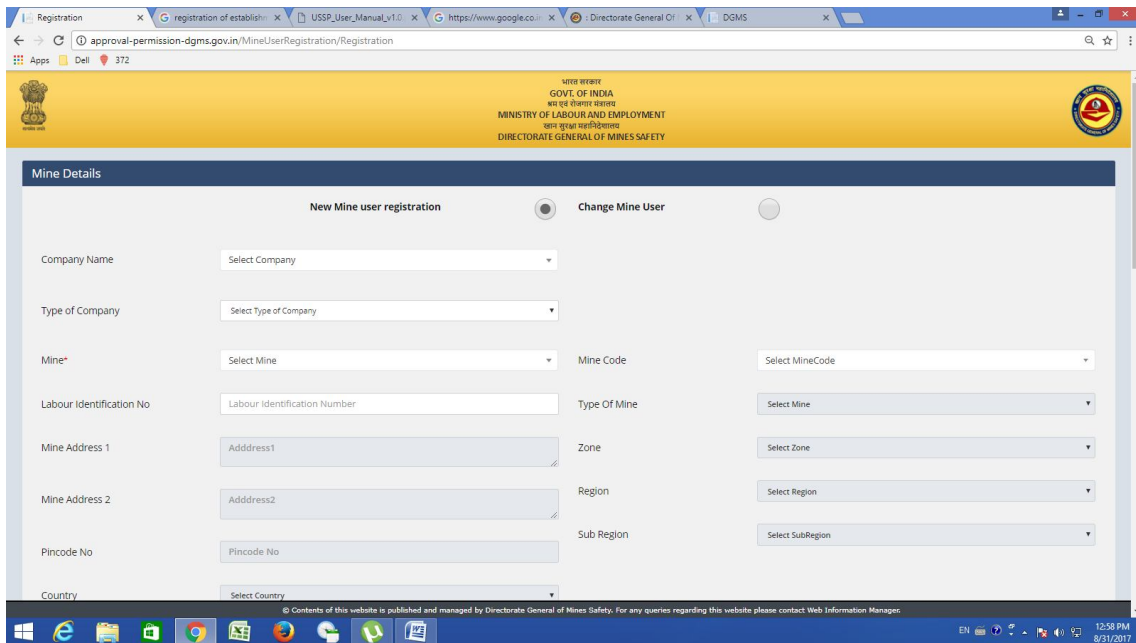 Registration
registration of establishm
USSP_User_Manual_v1.0.
https://www.google.co.in
: Directorate General Of
DGMS
approval-permission-dgms.gov.in/MineUserRegistration/Registration
Apps Dell 372
भारत सरकार
GOVT. OF INDIA
श्रम एवं रोजगार मंत्रालय
MINISTRY OF LABOUR AND EMPLOYMENT
खान सुरक्षा महानिदेशालय
DIRECTORATE GENERAL OF MINES SAFETY
Mine Details
New Mine user registration Change Mine User
Company Name Select Company
Type of Company Select Type of Company
Mine* Select Mine Mine Code Select MineCode
Labour Identification No Labour Identification Number Type Of Mine Select Mine
Mine Address 1 Adddress1 Zone Select Zone
Mine Address 2 Adddress2 Region Select Region
Sub Region Select SubRegion
Pincode No Pincode No
Country Select Country
© Contents of this website is published and managed by Directorate General of Mines Safety. For any queries regarding this website please contact Web Information Manager.
EN 12:58 PM
8/31/2017